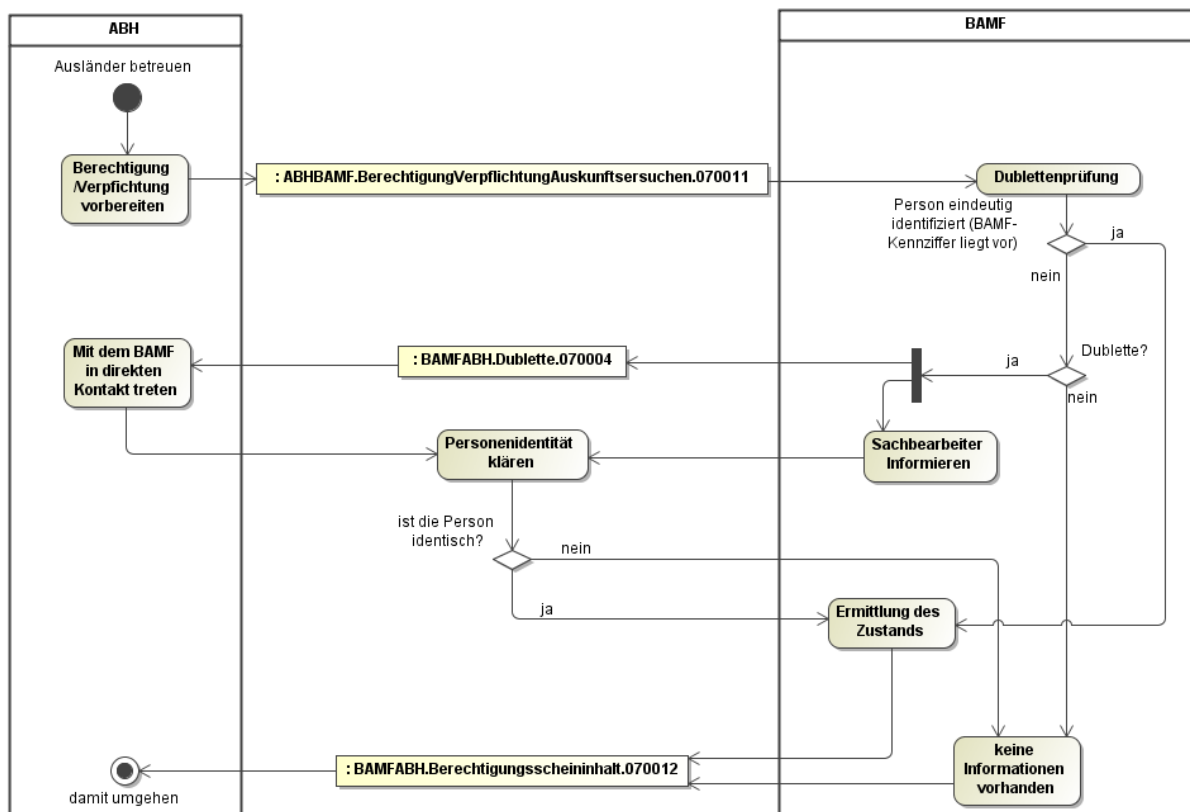 ABH
BAMF
Ausländer betreuen
Berechtigung
/Verpfichtung
vorbereiten
: ABHBAMF.BerechtigungVerpflichtungAuskunftsersuchen.070011
Dublettenprüfung
Person eindeutig
identifiziert (BAMF-
Kennziffer liegt vor)
ja
nein
Mit dem BAMF
in direkten
Kontakt treten
: BAMFABH.Dublette.070004
ja
Dublette?
nein
Personenidentität
klären
Sachbearbeiter
Informieren
ist die Person
identisch?
nein
ja
Ermittlung des
Zustands
: BAMFABH.Berechtigungsscheininhalt.070012
keine
Informationen
vorhanden
damit umgehen